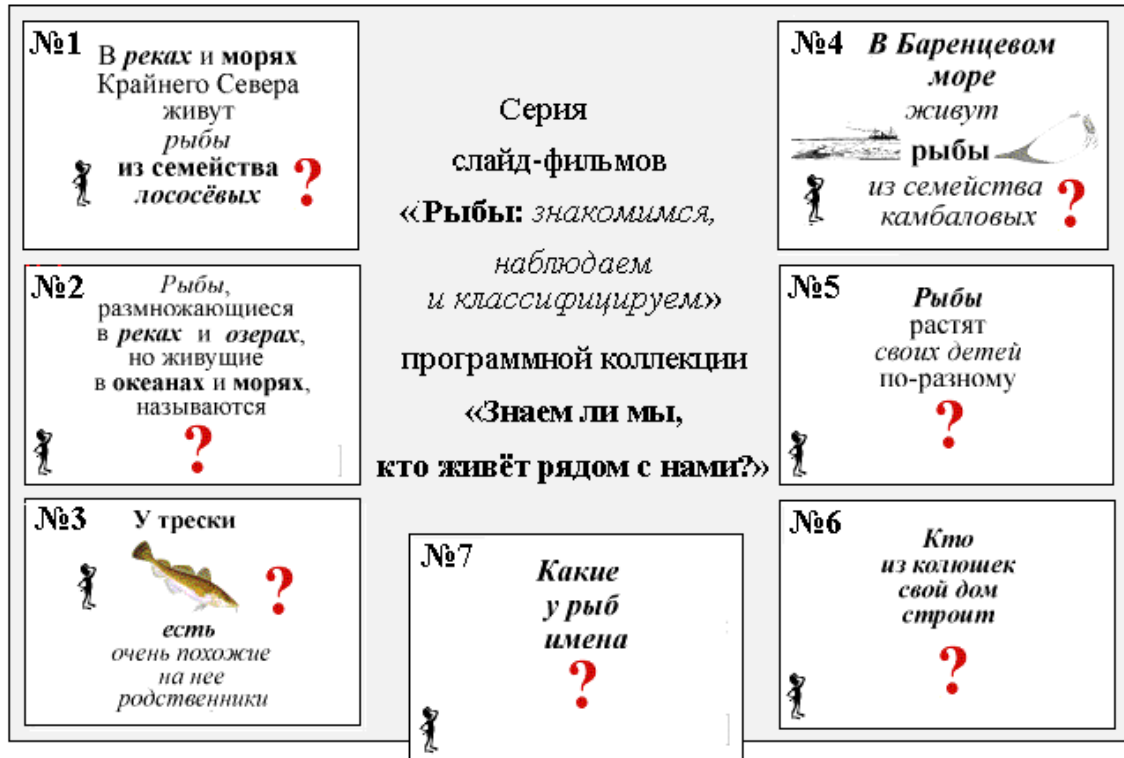 №1
В реках и морях
Крайнего Севера
живут
рыбы
из семейства
лососёвых
?
№2
Рыбы,
размножающиеся
в реках и озерах,
но живущие
в океанах и морях,
называются
?
№3
У трески
?
есть
очень похожие
на нее
родственники
Серия
слайд-фильмов
«Рыбы: знакомимся,
наблюдаем
и классифицируем»
программной коллекции
«Знаем ли мы,
кто живёт рядом с нами?»
№4
В Баренцевом
море
живут
рыбы
из семейства
камбаловых
?
№5
Рыбы
растят
своих детей
по-разному
?
№6
Кто
из колюшек
свой дом
строит
?
№7
Какие
у рыб
имена
?